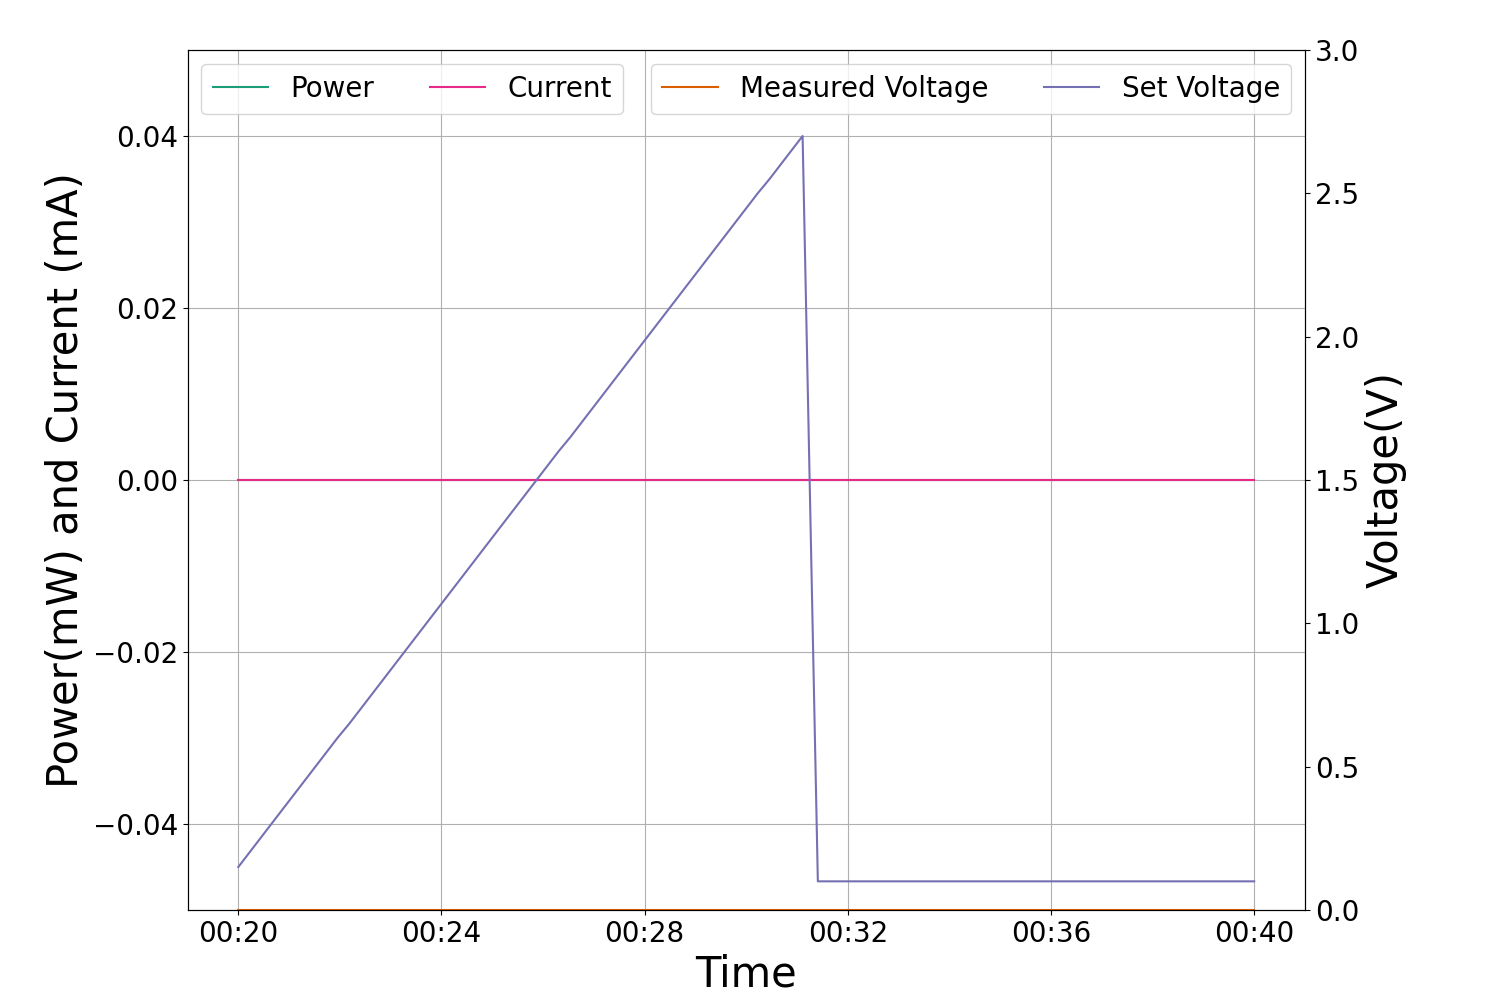 Power Current Measured Voltage Set Voltage
Power(mW) and Current (mA)
0.04
0.02
0.00
−0.02
−0.04
3.0
2.5
2.0
1.5
1.0
0.5
0.0
Voltage(V)
00:20 00:24 00:28 00:32 00:36 00:40
Time